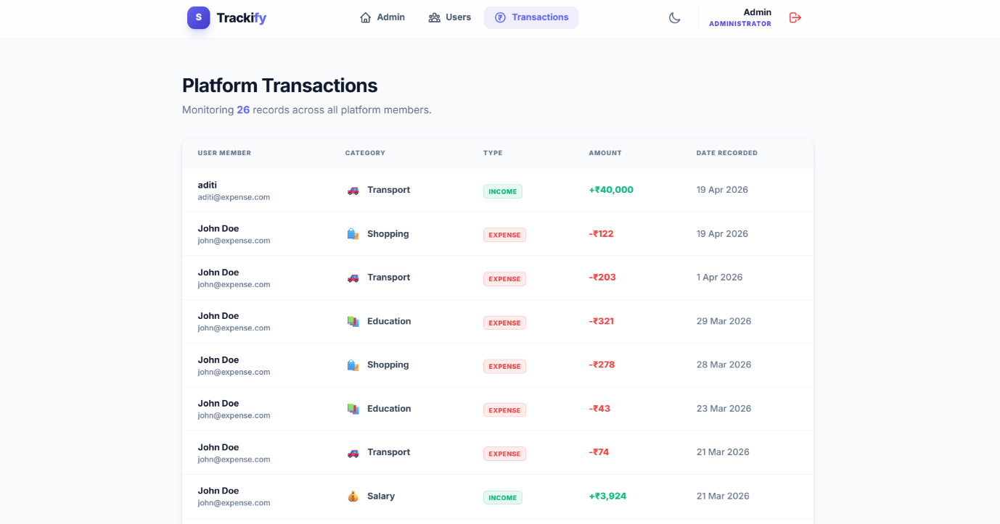 S Trackify Admin Users Transactions Admin
ADMINISTRATOR
Platform Transactions
Monitoring 26 records across all platform members.
USER MEMBER CATEGORY TYPE AMOUNT DATE RECORDED
aditi
aditi@expense.com Transport INCOME +₹40,000 19 Apr 2026
John Doe
john@expense.com Shopping EXPENSE -₹122 19 Apr 2026
John Doe
john@expense.com Transport EXPENSE -₹203 1 Apr 2026
John Doe
john@expense.com Education EXPENSE -₹321 29 Mar 2026
John Doe
john@expense.com Shopping EXPENSE -₹278 28 Mar 2026
John Doe
john@expense.com Education EXPENSE -₹43 23 Mar 2026
John Doe
john@expense.com Transport EXPENSE -₹74 21 Mar 2026
John Doe
john@expense.com Salary INCOME +₹3,924 21 Mar 2026